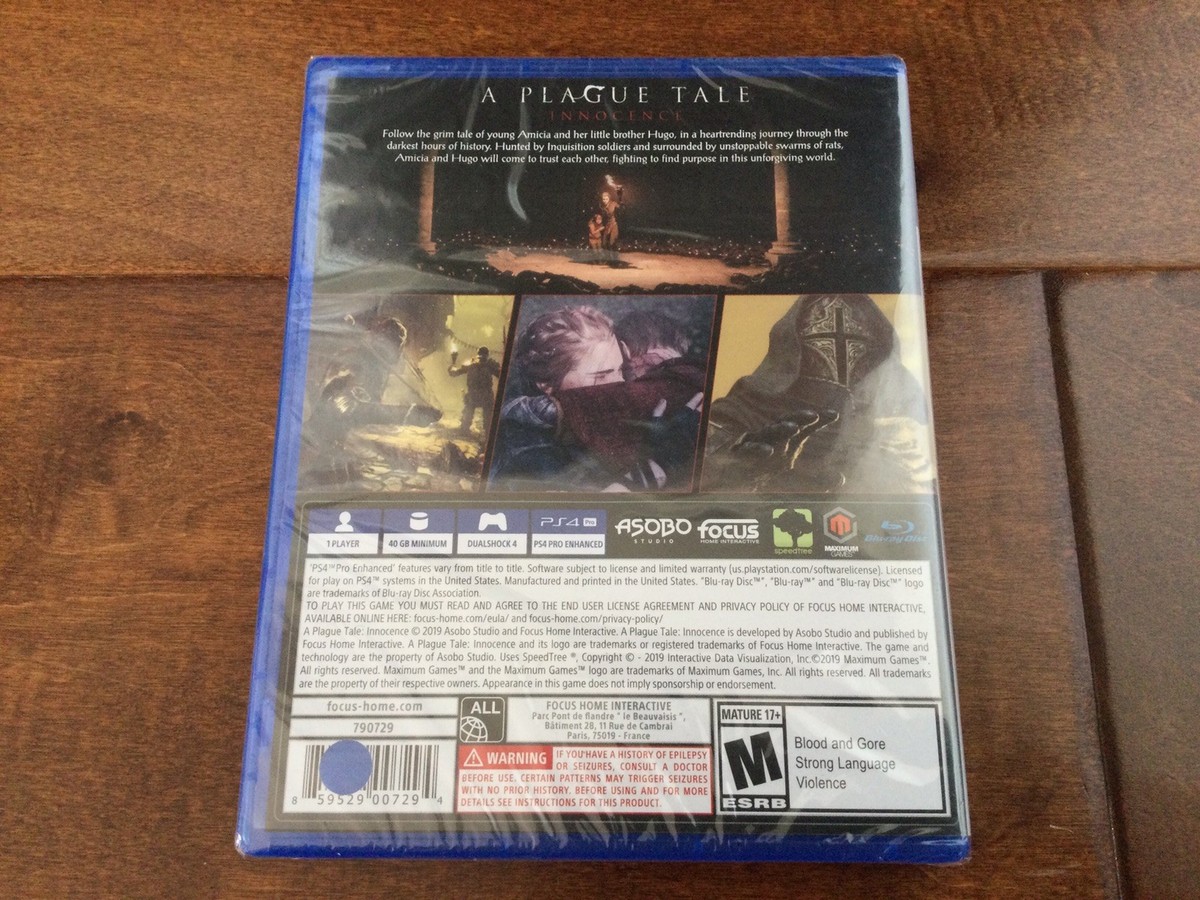 A PLAGUE TALE
INNOCENCE
Follow the grim tale of young Amicia and her little brother Hugo, in a heartrending journey through the
darkest hours of history. Hunted by Inquisition soldiers and surrounded by unstoppable swarms of rats,
Amicia and Hugo will come to trust each other, fighting to find purpose in this unforgiving world.
1 PLAYER
40 GB MINIMUM
DUALSHOCK 4
PS4 Pro
PS4 PRO ENHANCED
ASOBO
STUDIO
FOCUS
HOME INTERACTIVE
speedtree
MAXIMUM
GAMES
Blu-ray Disc
'PS4™Pro Enhanced' features vary from title to title. Software subject to license and limited warranty (us.playstation.com/softwarelicense). Licensed
for play on PS4™ systems in the United States. Manufactured and printed in the United States. "Blu-ray Disc™", "Blu-ray™" and "Blu-ray Disc™" logo
are trademarks of Blu-ray Disc Association.
TO PLAY THIS GAME YOU MUST READ AND AGREE TO THE END USER LICENSE AGREEMENT AND PRIVACY POLICY OF FOCUS HOME INTERACTIVE,
AVAILABLE ONLINE HERE: focus-home.com/eula/ and focus-home.com/privacy-policy/
A Plague Tale: Innocence © 2019 Asobo Studio and Focus Home Interactive. A Plague Tale: Innocence is developed by Asobo Studio and published by
Focus Home Interactive. A Plague Tale: Innocence and its logo are trademarks or registered trademarks of Focus Home Interactive. The game and
technology are the property of Asobo Studio. Uses SpeedTree ®, Copyright © - 2019 Interactive Data Visualization, Inc.©2019 Maximum Games™.
All rights reserved. Maximum Games™ and the Maximum Games™ logo are trademarks of Maximum Games, Inc. All rights reserved. All trademarks
are the property of their respective owners. Appearance in this game does not imply sponsorship or endorsement.
focus-home.com
790729
8 59529 00729 4
ALL
FOCUS HOME INTERACTIVE
Parc Pont de flandre " le Beauvaisis ",
Bâtiment 28, 11 Rue de Cambrai
Paris, 75019 - France
WARNING IF YOU HAVE A HISTORY OF EPILEPSY
OR SEIZURES, CONSULT A DOCTOR
BEFORE USE. CERTAIN PATTERNS MAY TRIGGER SEIZURES
WITH NO PRIOR HISTORY. BEFORE USING AND FOR MORE
DETAILS SEE INSTRUCTIONS FOR THIS PRODUCT.
MATURE 17+
M
ESRB
Blood and Gore
Strong Language
Violence